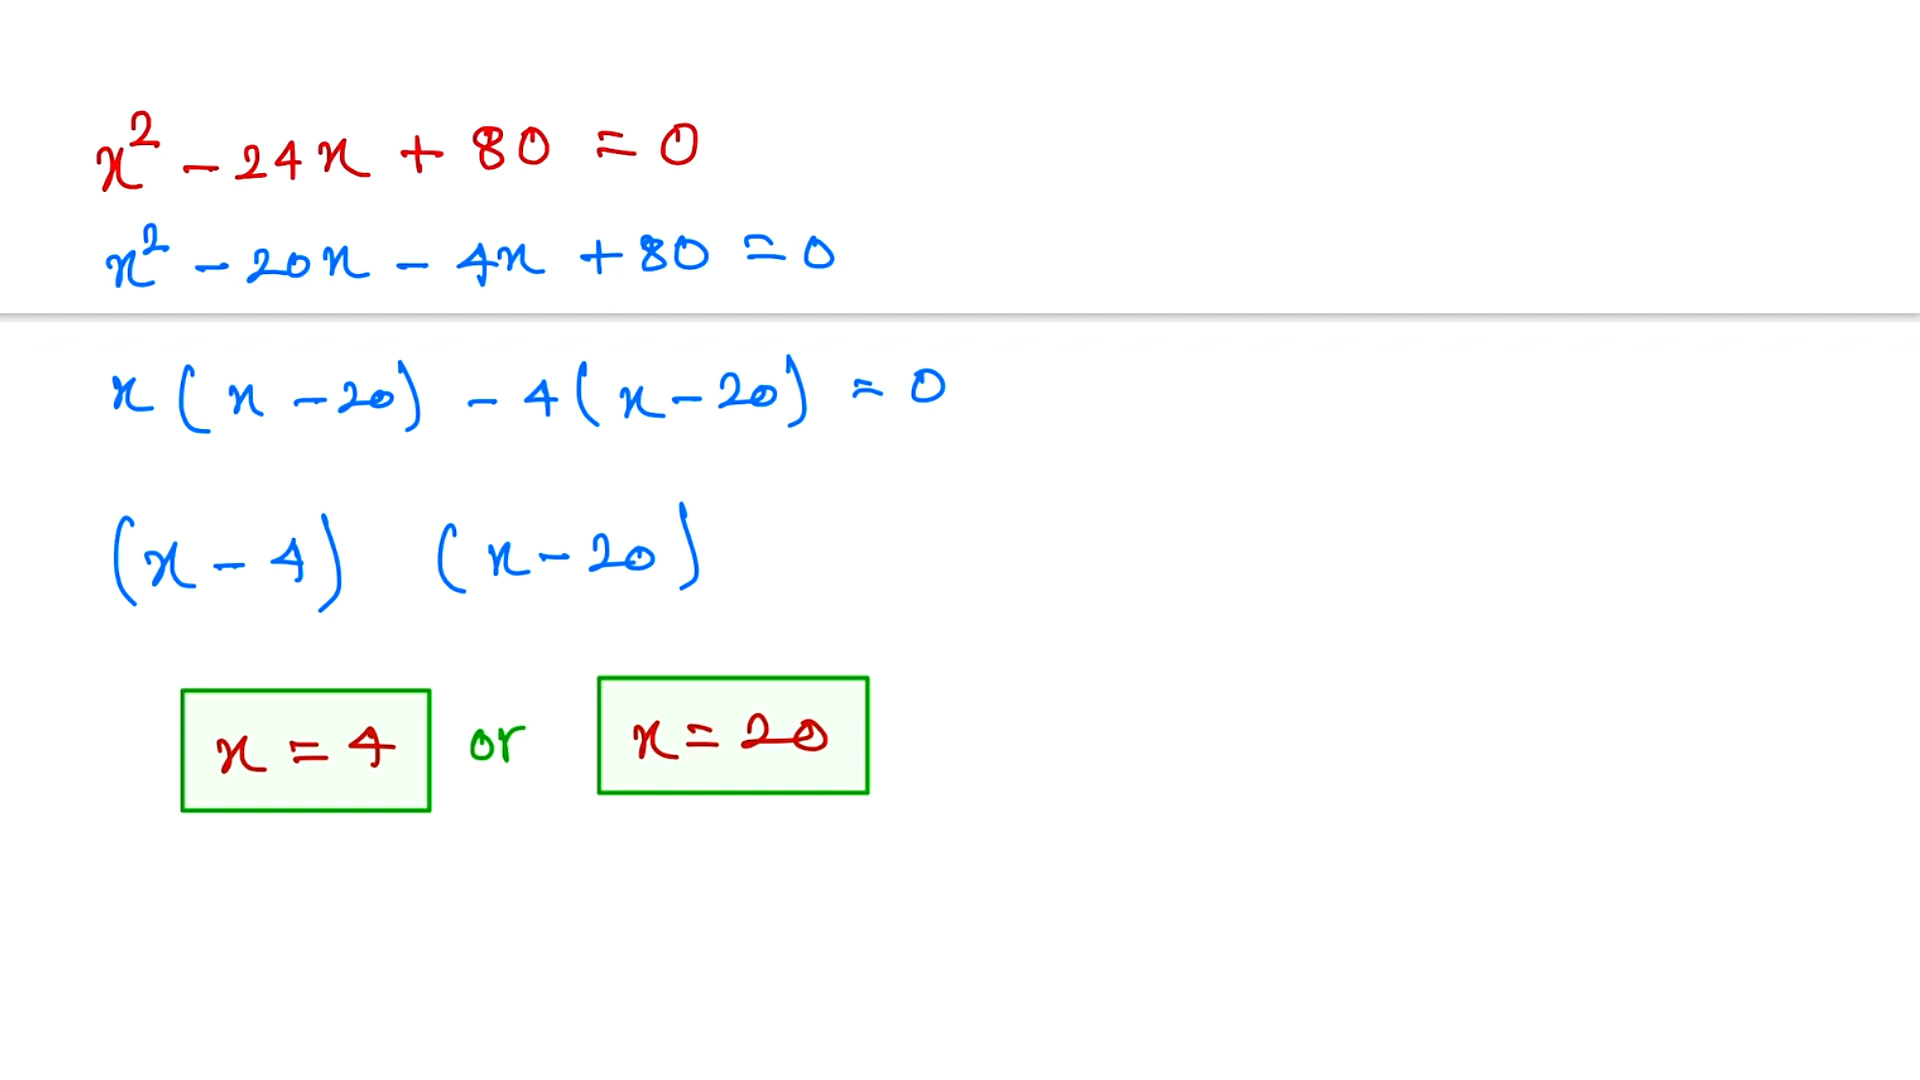 x² - 24x + 80 = 0
x² - 20x - 4x + 80 = 0
x (x - 20) - 4(x - 20) = 0
(x - 4) (x - 20)
x = 4 or x = 20